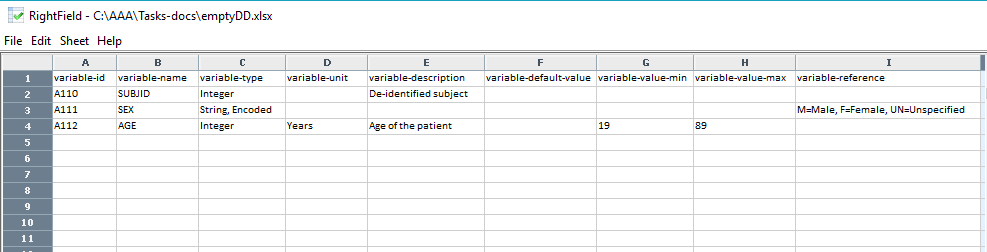 RightField - C:\AAA\Tasks-docs\emptyDD.xlsx
File Edit Sheet Help
A B C D E F G H I
1 variable-id variable-name variable-type variable-unit variable-description variable-default-value variable-value-min variable-value-max variable-reference
2 A110 SUBJID Integer De-identified subject
3 A111 SEX String, Encoded M=Male, F=Female, UN=Unspecified
4 A112 AGE Integer Years Age of the patient 19 89
5
6
7
8
9
10
11